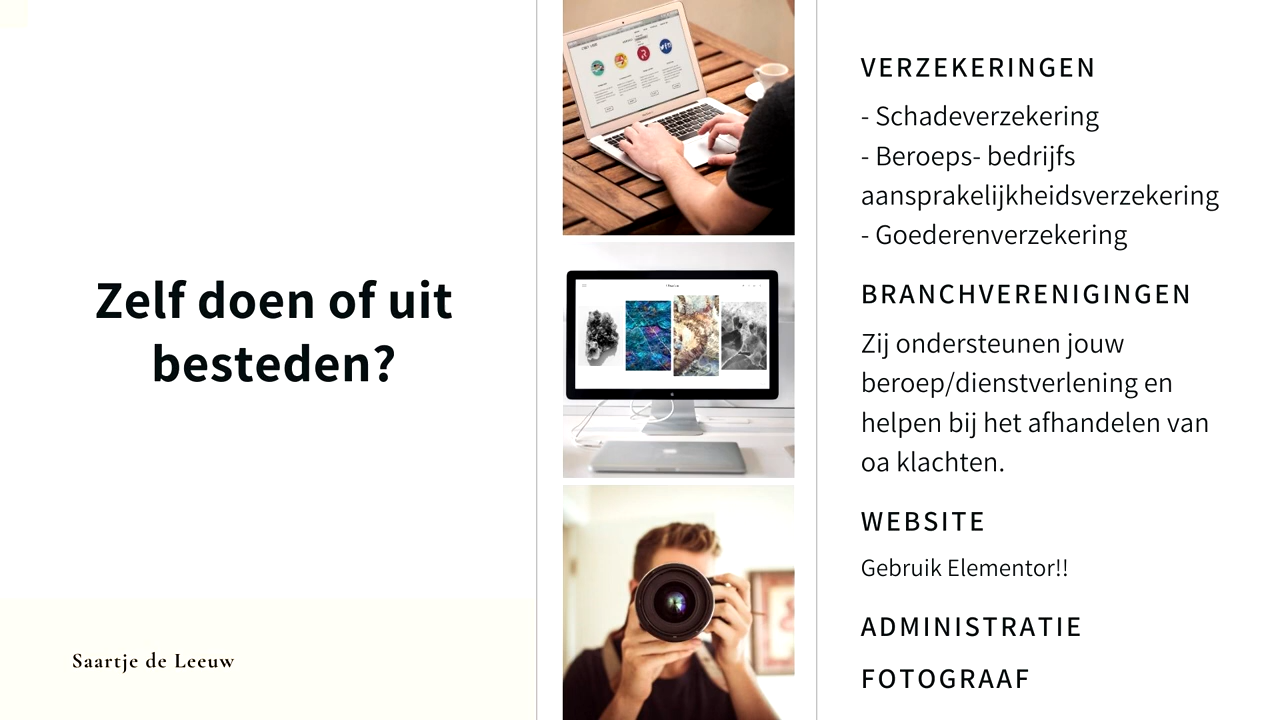 Zelf doen of uit
besteden?
Saartje de Leeuw
VERZEKERINGEN
- Schadeverzekering
- Beroeps- bedrijfs
aansprakelijkheidsverzekering
- Goederenverzekering
BRANCHVERENIGINGEN
Zij ondersteunen jouw
beroep/dienstverlening en
helpen bij het afhandelen van
oa klachten.
WEBSITE
Gebruik Elementor!!
ADMINISTRATIE
FOTOGRAAF